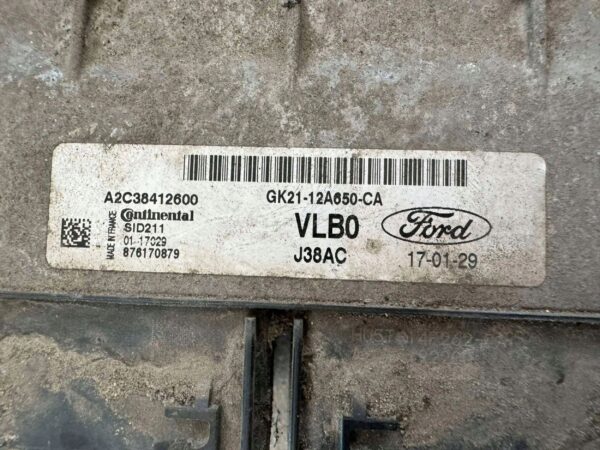 A2C38412600
GK21-12A650-CA
MADE IN FRANCE
Continental
SID211
01-17029
876170879
VLB0
Ford
J38AC
17-01-29